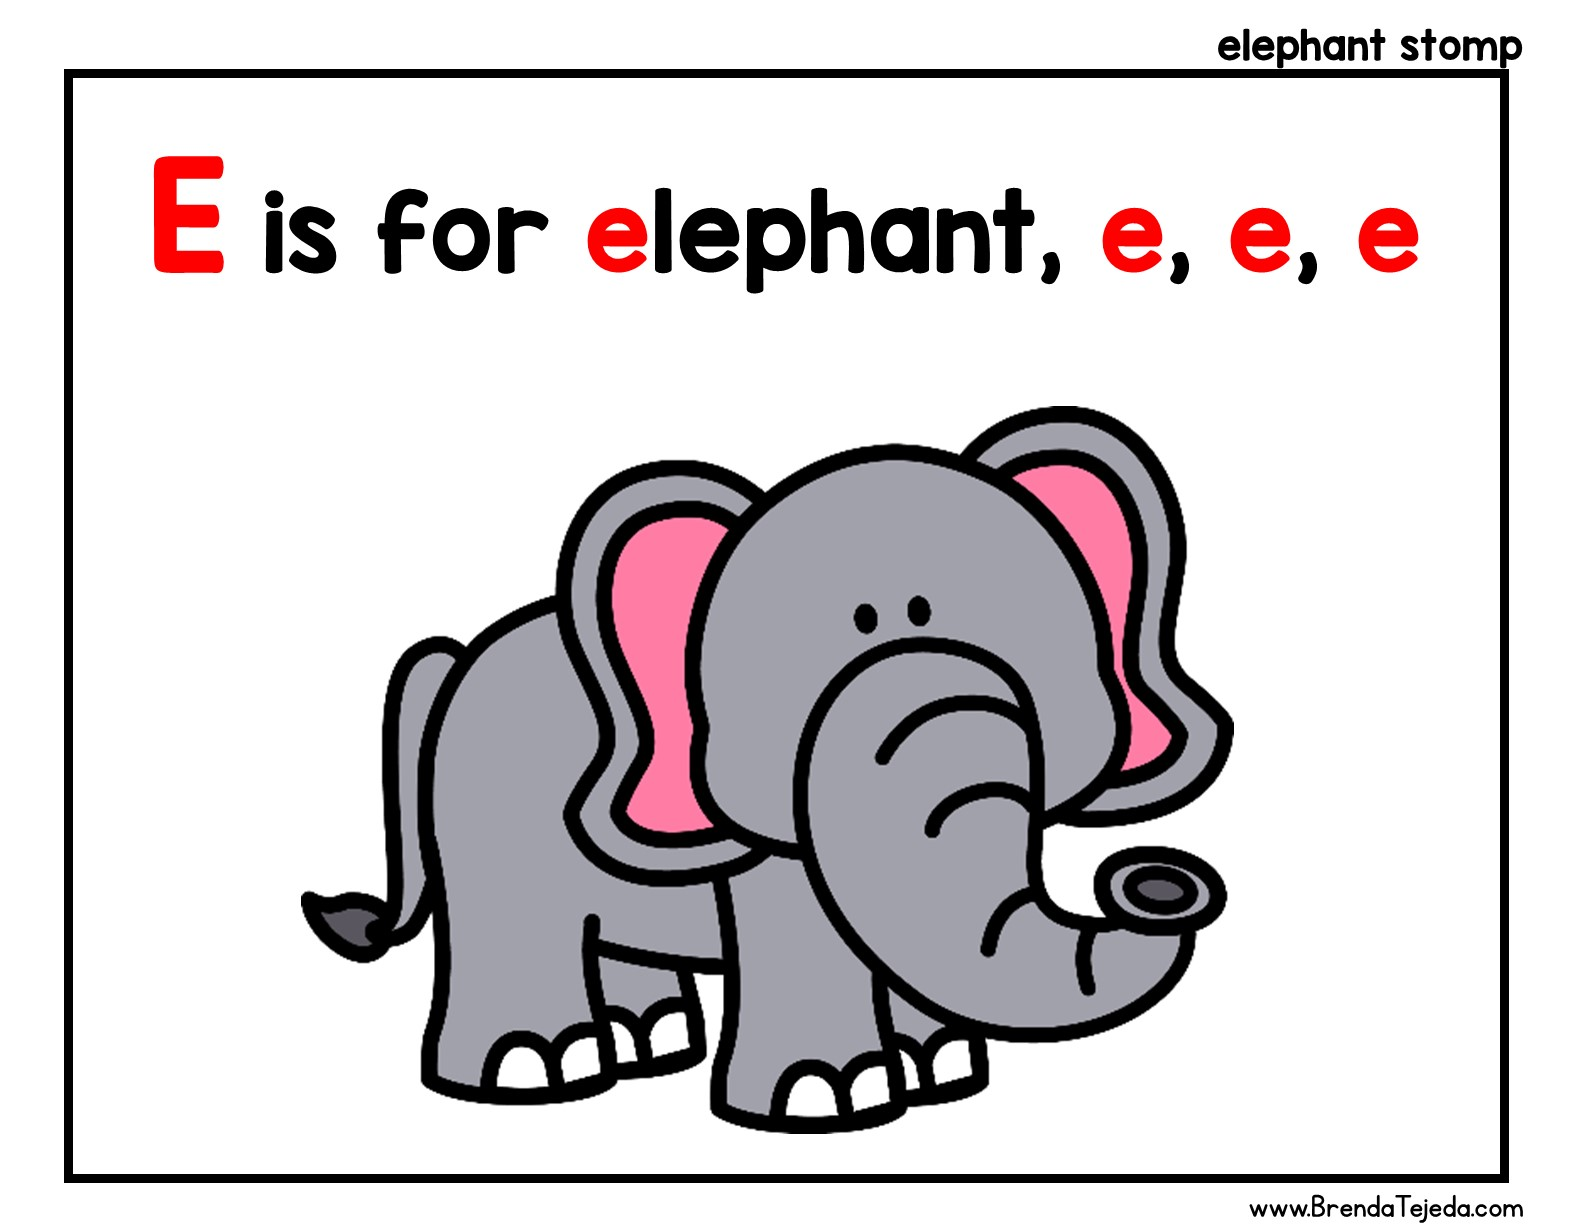 elephant stomp
E is for elephant, e, e, e
www.BrendaTejeda.com